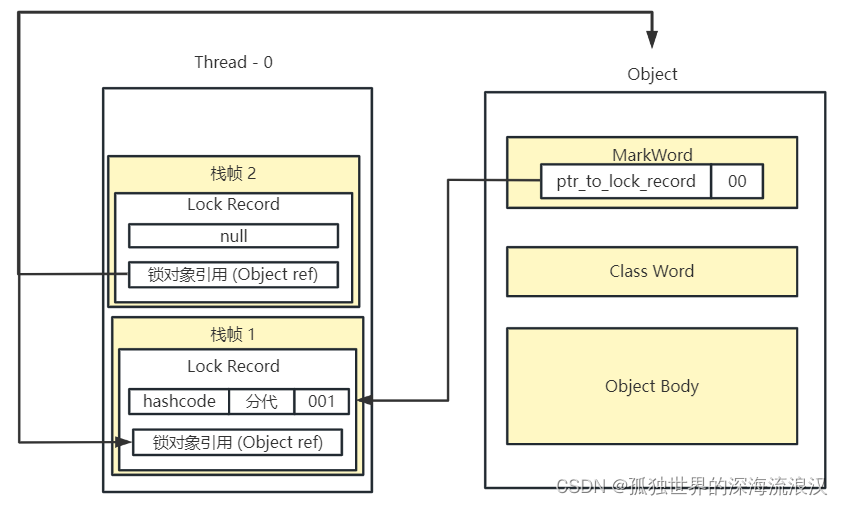 Thread - 0
栈帧 2
Lock Record
null
锁对象引用 (Object ref)
栈帧 1
Lock Record
hashcode 分代 001
锁对象引用 (Object ref)
Object
MarkWord
ptr_to_lock_record 00
Class Word
Object Body
CSDN @孤独世界的深海流浪汉